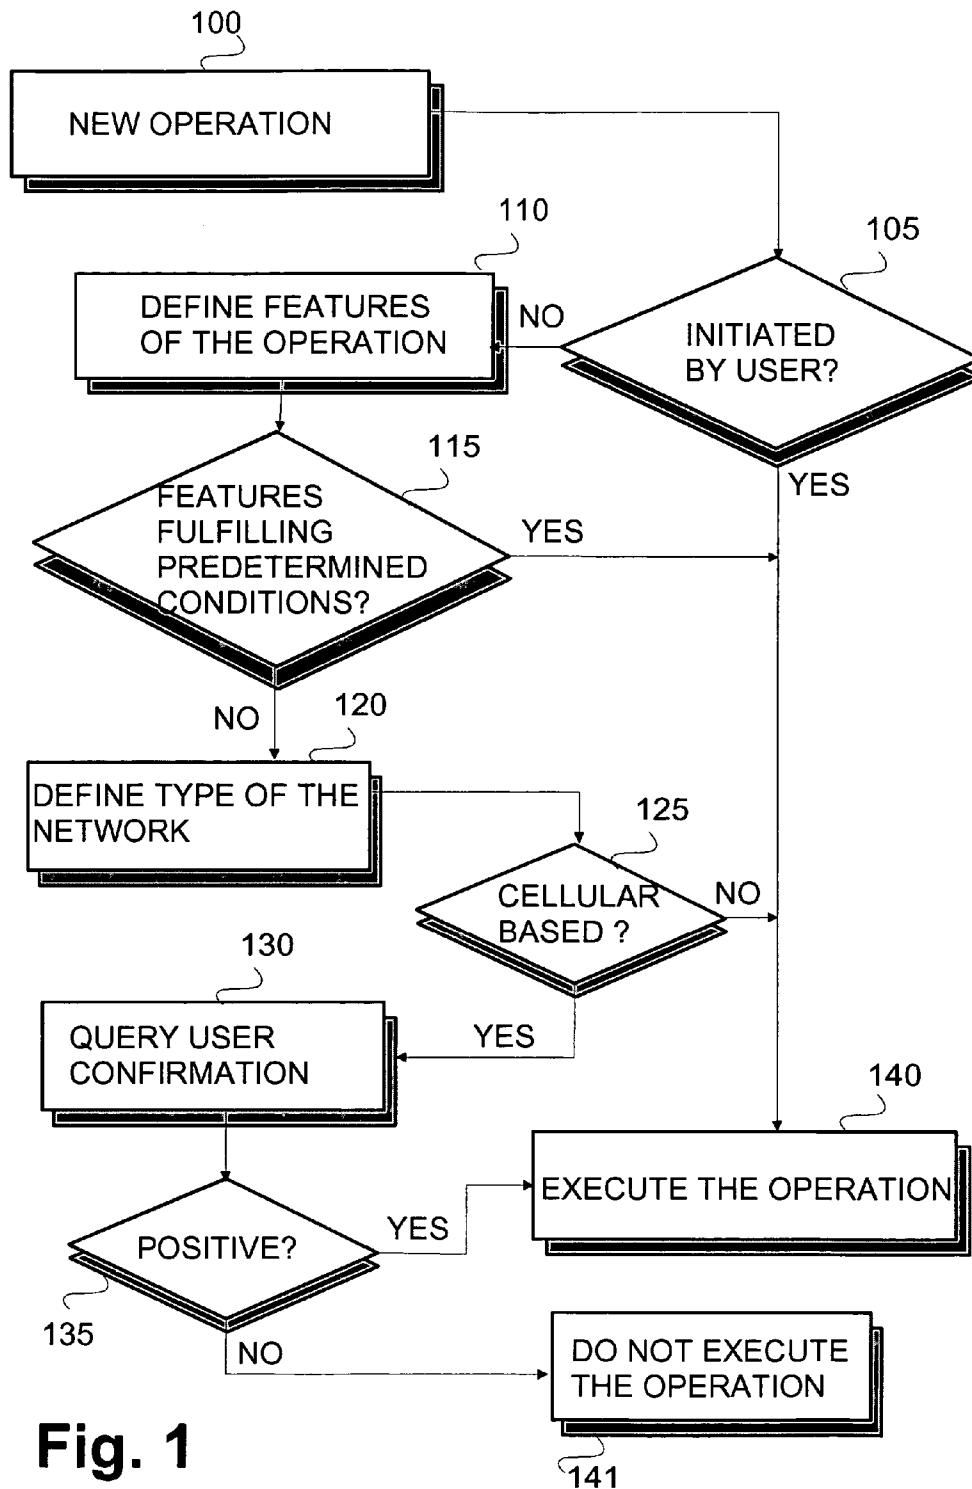 100
NEW OPERATION
110
105
DEFINE FEATURES
OF THE OPERATION
NO
INITIATED
BY USER?
115
YES
FEATURES
FULFILLING
PREDETERMINED
CONDITIONS?
YES
NO
120
DEFINE TYPE OF THE
NETWORK
125
CELLULAR
BASED ?
NO
130
YES
QUERY USER
CONFIRMATION
140
EXECUTE THE OPERATION
POSITIVE?
YES
135
NO
DO NOT EXECUTE
THE OPERATION
Fig. 1
141